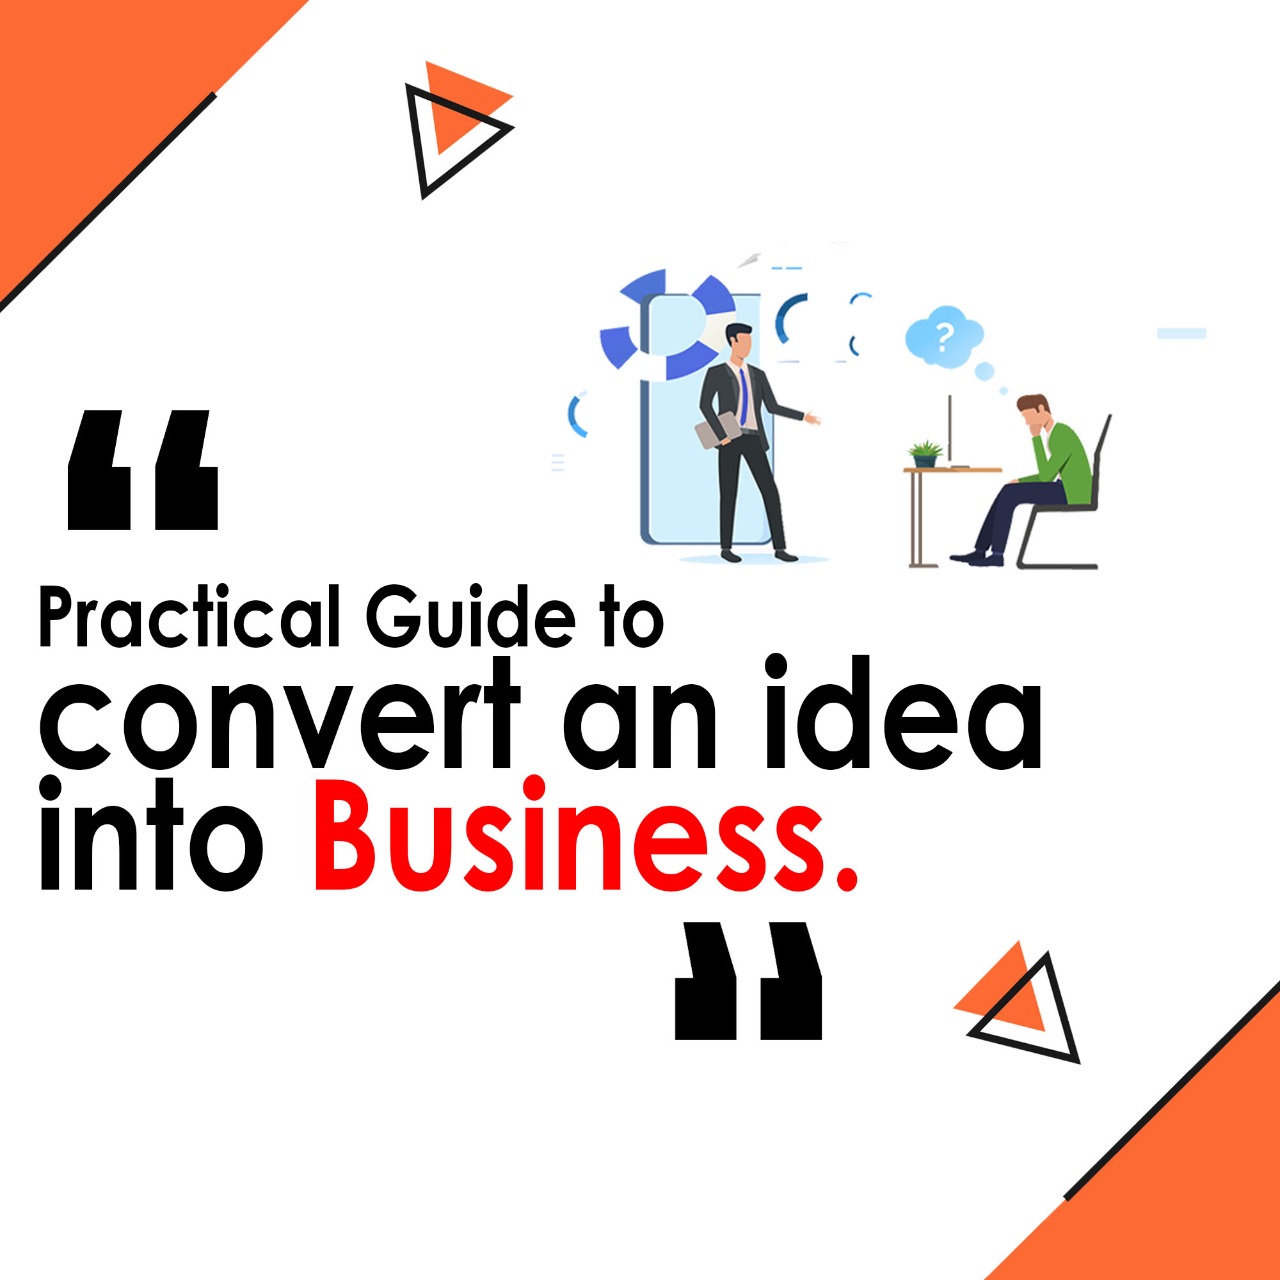 ?
“
Practical Guide to
convert an idea
into Business.
”